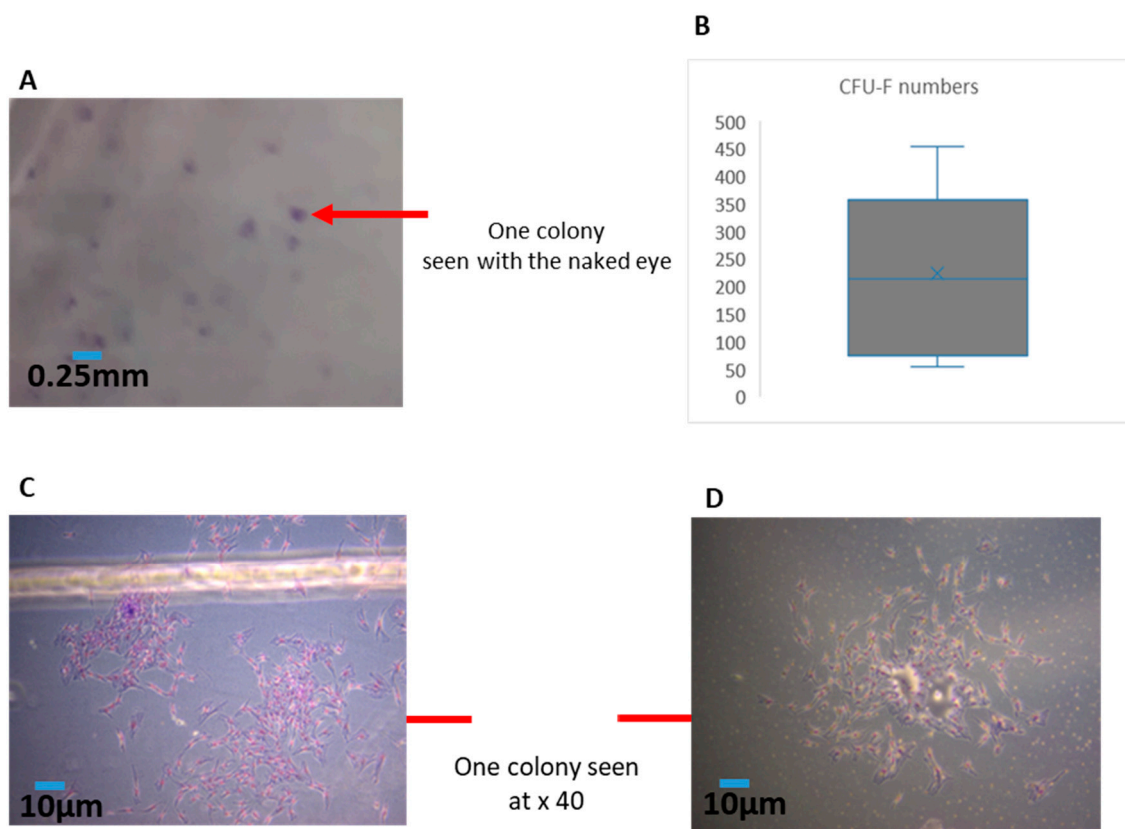 A
0.25mm
One colony
seen with the naked eye
B
CFU-F numbers
500
450
400
350
300
250
200
150
100
50
0
C
10µm
One colony seen
at x 40
D
10µm